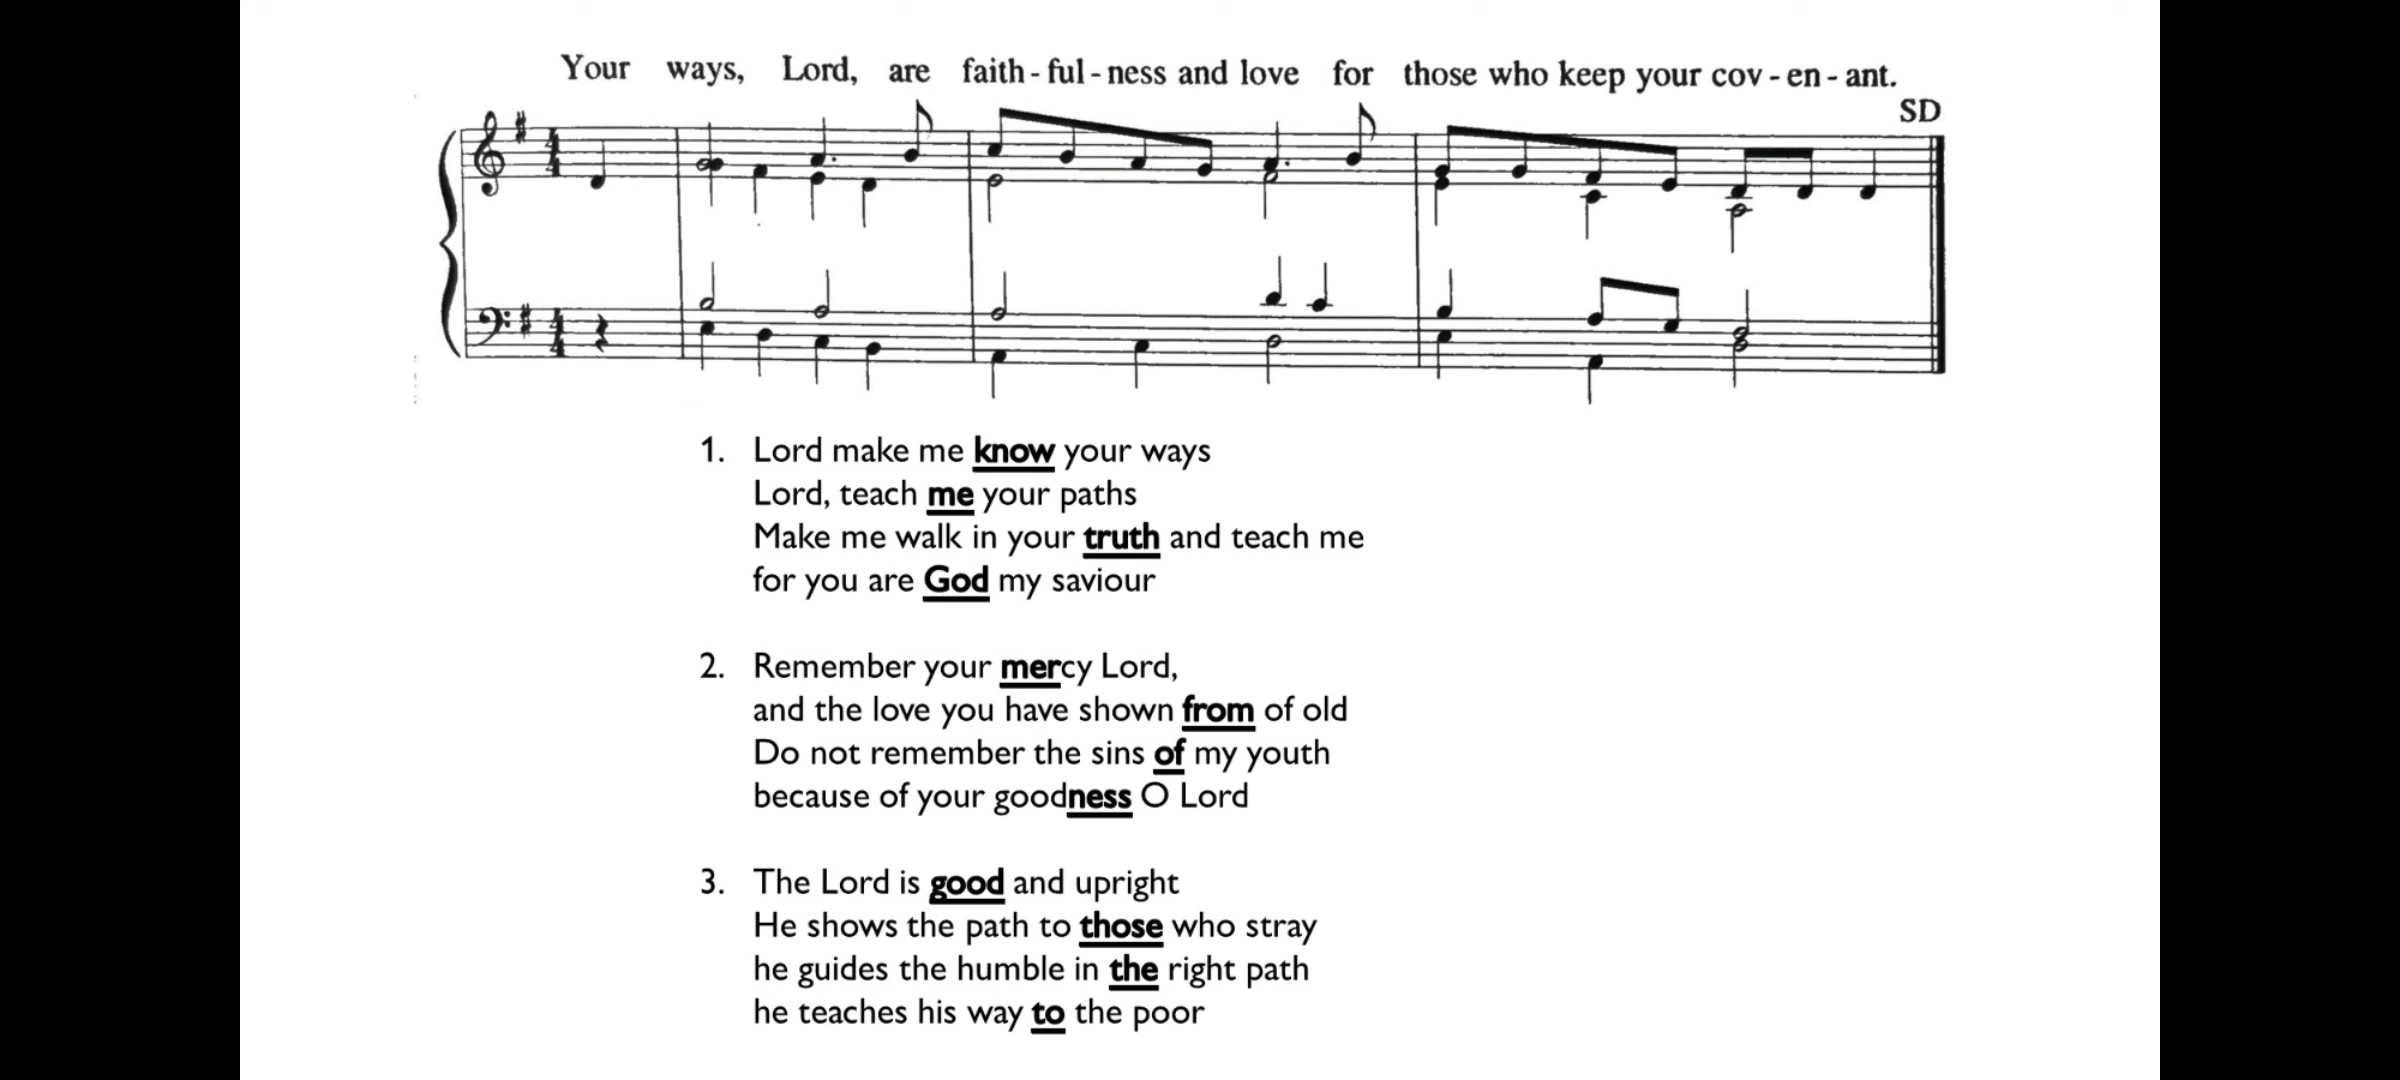 Your ways, Lord, are faith - ful - ness and love for those who keep your cov - en - ant.
SD
1. Lord make me know your ways
Lord, teach me your paths
Make me walk in your truth and teach me
for you are God my saviour
2. Remember your mercy Lord,
and the love you have shown from of old
Do not remember the sins of my youth
because of your goodness O Lord
3. The Lord is good and upright
He shows the path to those who stray
he guides the humble in the right path
he teaches his way to the poor